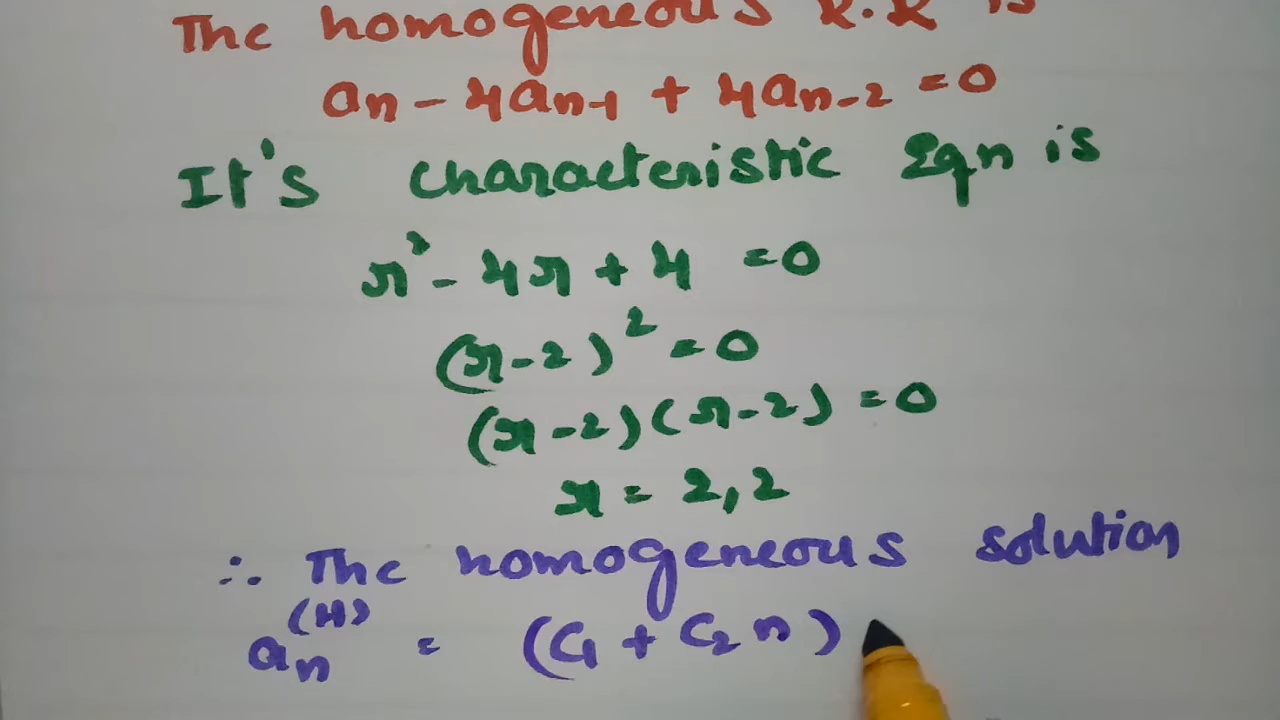 The homogeneous R.R is
aₙ - 4aₙ₋₁ + 4aₙ₋₂ = 0
It's characteristic Eqn is
r² - 4r + 4 = 0
(r-2)² = 0
(r-2)(r-2) = 0
r = 2,2
∴ The homogeneous solution
aₙ⁽ᴴ⁾ = (C₁ + C₂n)